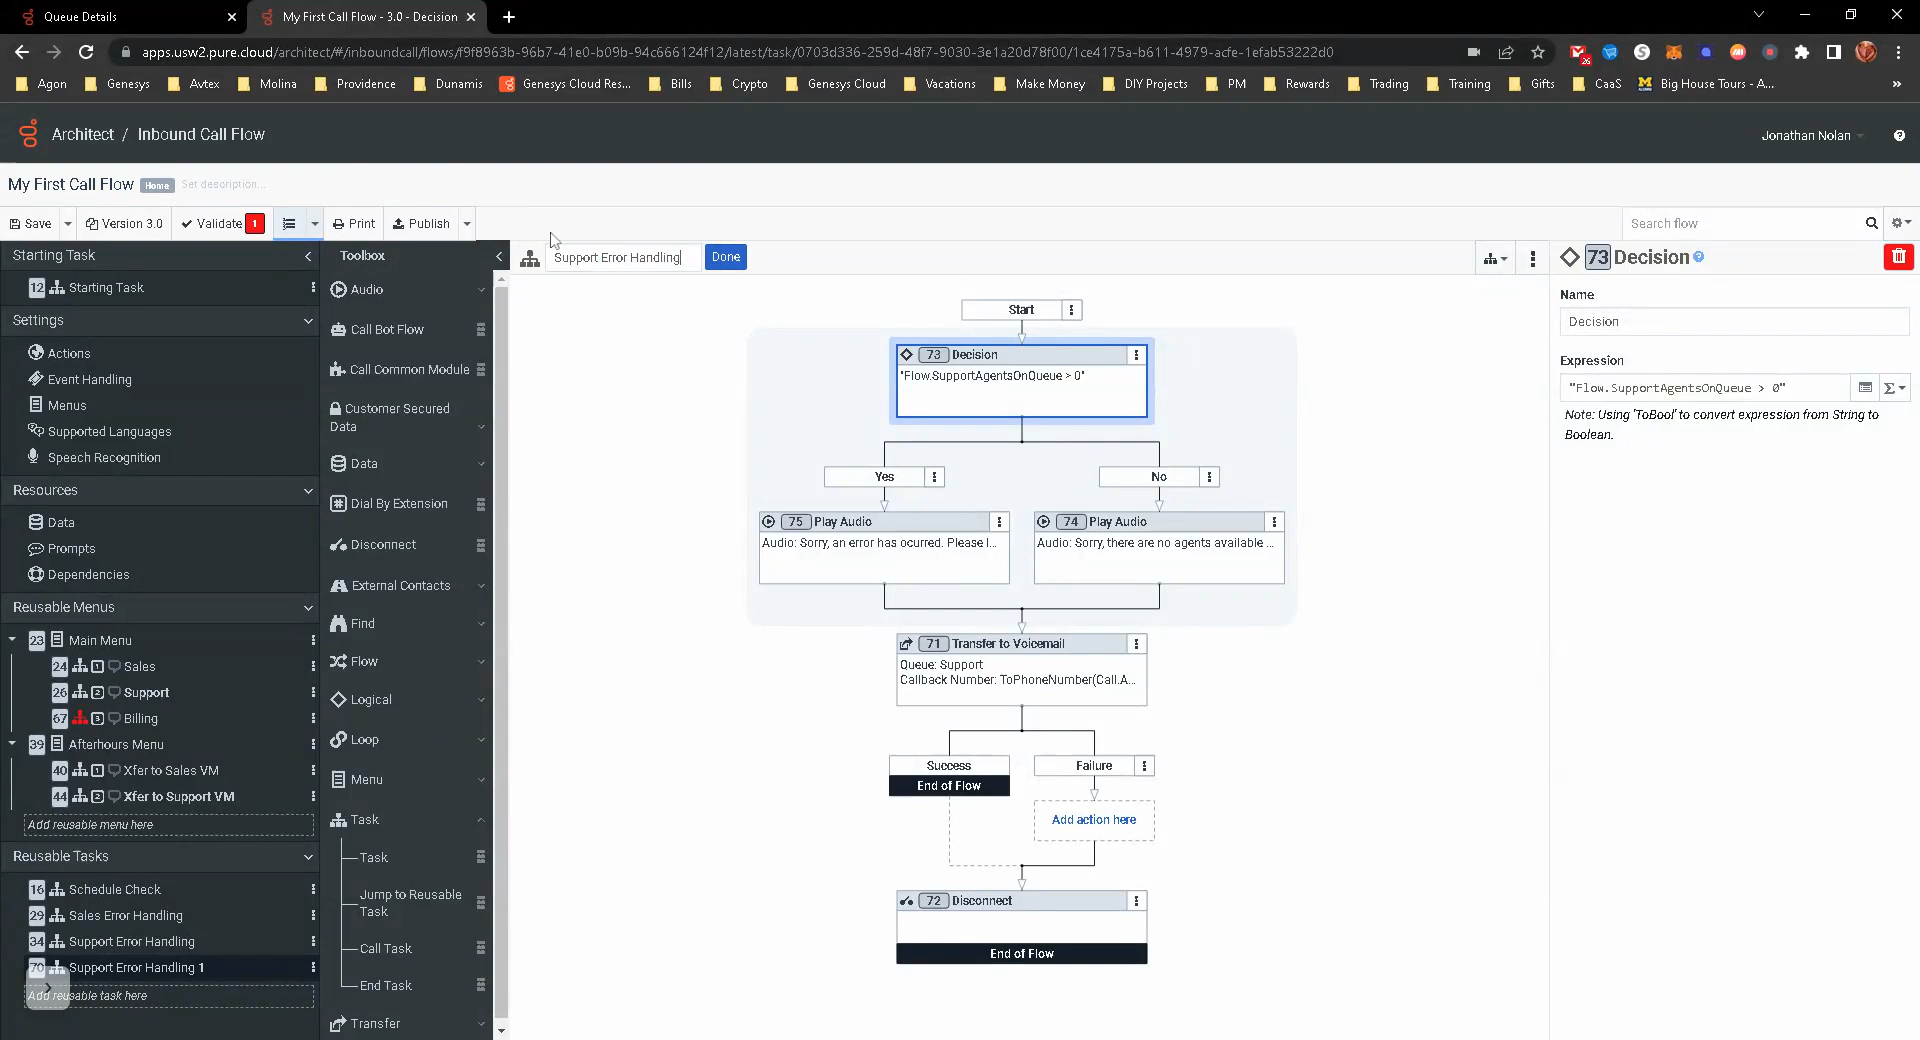 Queue Details
My First Call Flow - 3.0 - Decision
apps.usw2.pure.cloud/architect/#/inboundcall/flows/f9f8963b-96b7-41e0-b09b-94c666124f12/latest/task/0703d336-259d-48f7-9030-3e1a20d78f00/1ce4175a-b611-4979-acfe-1efab53222d0
26
Agon
Genesys
Avtex
Molina
Providence
Dunamis
Genesys Cloud Res...
Bills
Crypto
Genesys Cloud
Vacations
Make Money
DIY Projects
PM
Rewards
Trading
Training
Gifts
CaaS
Big House Tours - A...
Architect / Inbound Call Flow
Jonathan Nolan
My First Call Flow Home Set description...
Save
Version 3.0
Validate 1
Print
Publish
Search flow
Starting Task
12 Starting Task
Settings
Actions
Event Handling
Menus
Supported Languages
Speech Recognition
Resources
Data
Prompts
Dependencies
Reusable Menus
23 Main Menu
24 1 Sales
26 2 Support
67 3 Billing
39 Afterhours Menu
40 1 Xfer to Sales VM
44 2 Xfer to Support VM
Add reusable menu here
Reusable Tasks
16 Schedule Check
29 Sales Error Handling
34 Support Error Handling
70 Support Error Handling 1
Add reusable task here
Toolbox
Audio
Call Bot Flow
Call Common Module
Customer Secured
Data
Data
Dial By Extension
Disconnect
External Contacts
Find
Flow
Logical
Loop
Menu
Task
Task
Jump to Reusable
Task
Call Task
End Task
Transfer
Support Error Handling
Done
Start
73 Decision
"Flow.SupportAgentsOnQueue > 0"
Yes
No
75 Play Audio
Audio: Sorry, an error has ocurred. Please l...
74 Play Audio
Audio: Sorry, there are no agents available ...
71 Transfer to Voicemail
Queue: Support
Callback Number: ToPhoneNumber(Call.A...
Success
End of Flow
Failure
Add action here
72 Disconnect
End of Flow
73 Decision
Name
Decision
Expression
"Flow.SupportAgentsOnQueue > 0"
Note: Using 'ToBool' to convert expression from String to
Boolean.